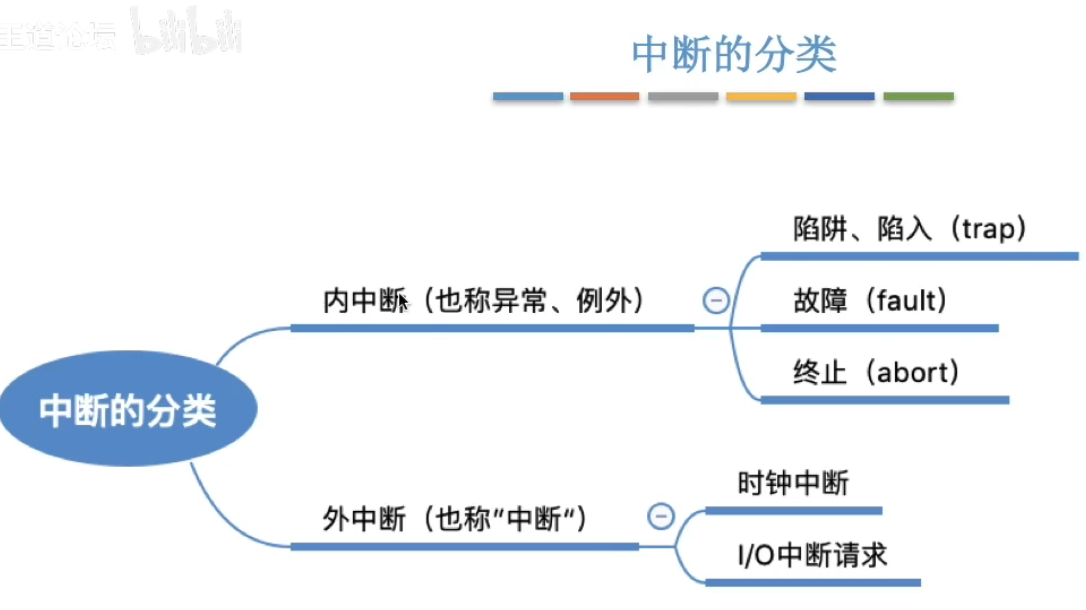 王道论坛 bilibili
中断的分类
陷阱、陷入（trap）
内中断（也称异常、例外）
故障（fault）
终止（abort）
中断的分类
时钟中断
外中断（也称"中断“）
I/O中断请求